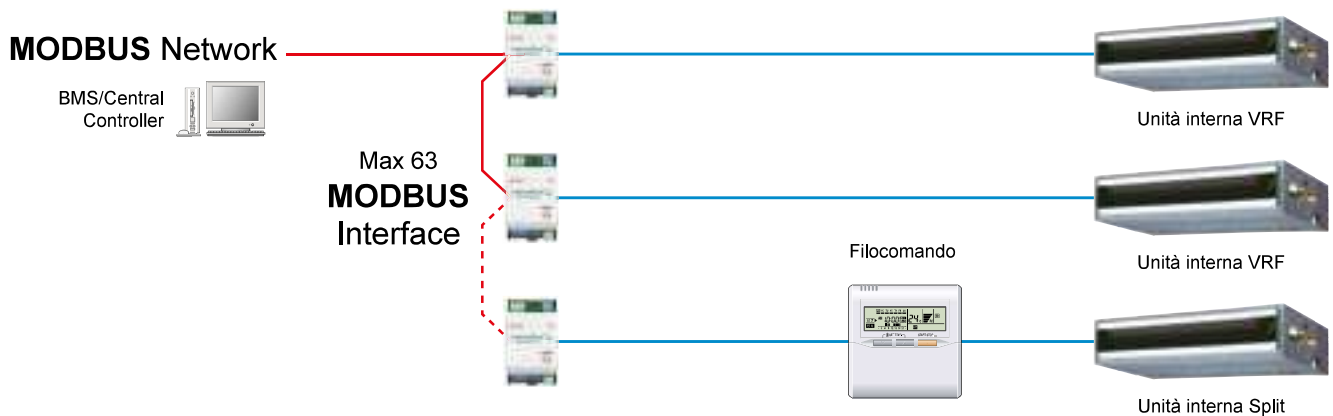 MODBUS Network
BMS/Central
Controller
Unità interna VRF
Max 63
MODBUS
Interface
Unità interna VRF
Filocomando
Unità interna Split